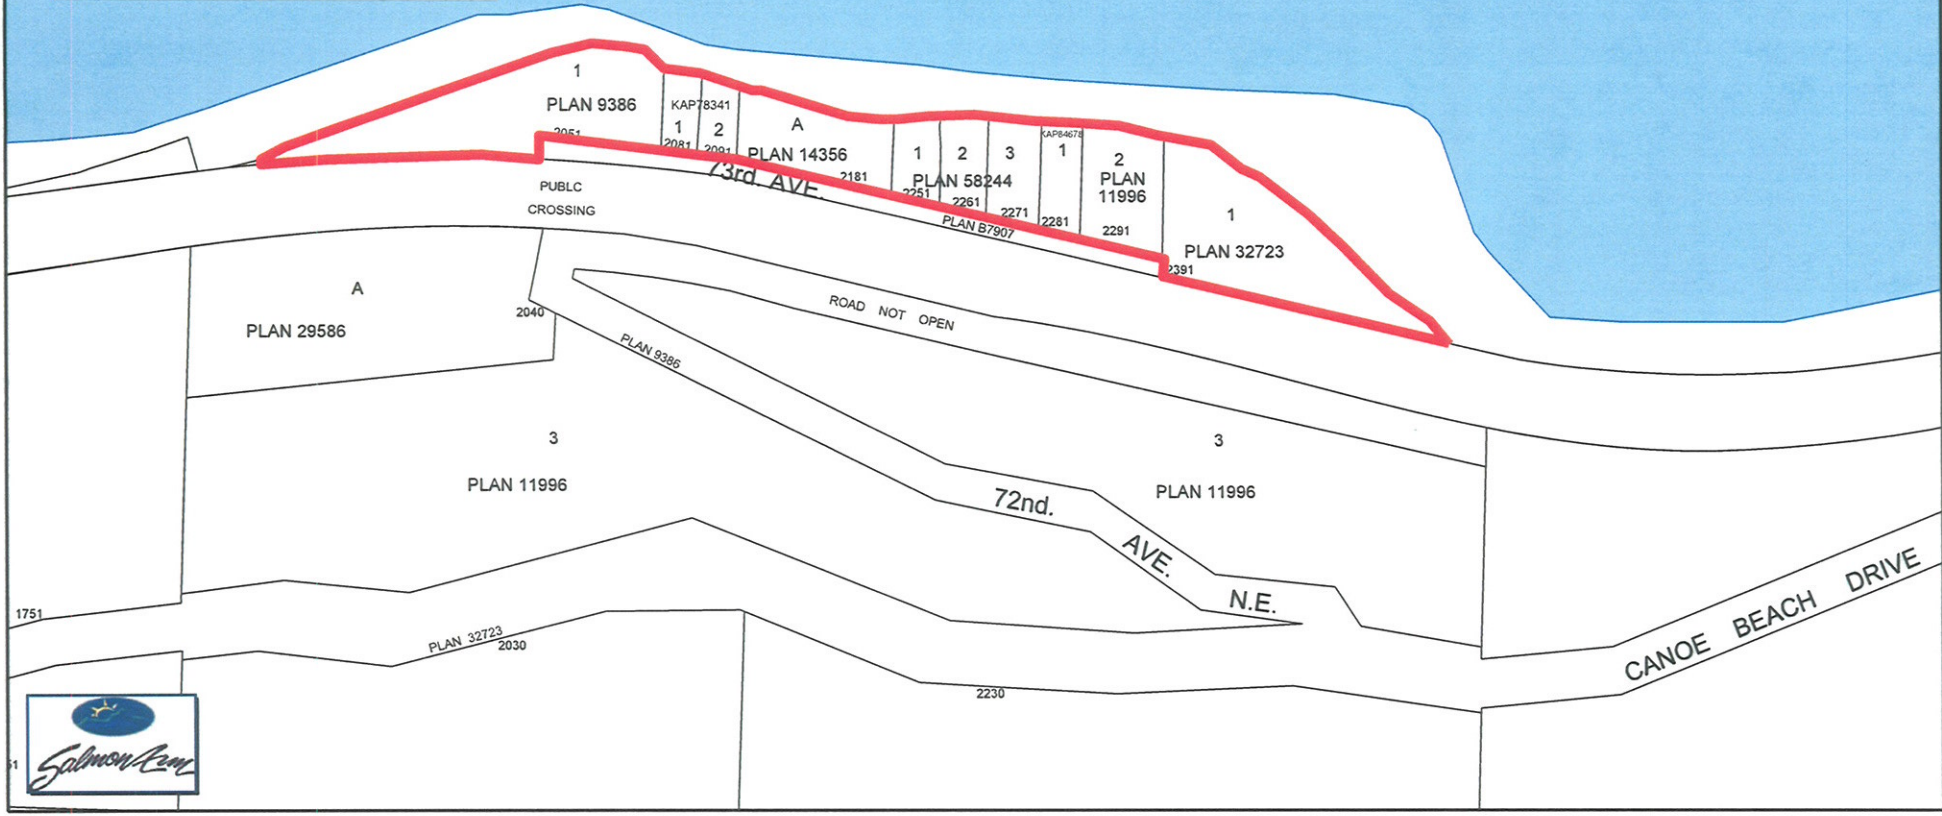 1
PLAN 9386
2051
KAP78341
1
2
2081
2091
A
PLAN 14356
2181
73rd. AVE.
1
2
3
PLAN 58244
2251
2261
2271
KAP84678
1
2281
2
PLAN
11996
2291
1
PLAN 32723
2391
PLAN B7907
PUBLC
CROSSING
ROAD NOT OPEN
A
PLAN 29586
2040
PLAN 9386
3
PLAN 11996
3
PLAN 11996
72nd.
AVE.
N.E.
CANOE BEACH DRIVE
1751
PLAN 32723
2030
2230
Salmon Arm